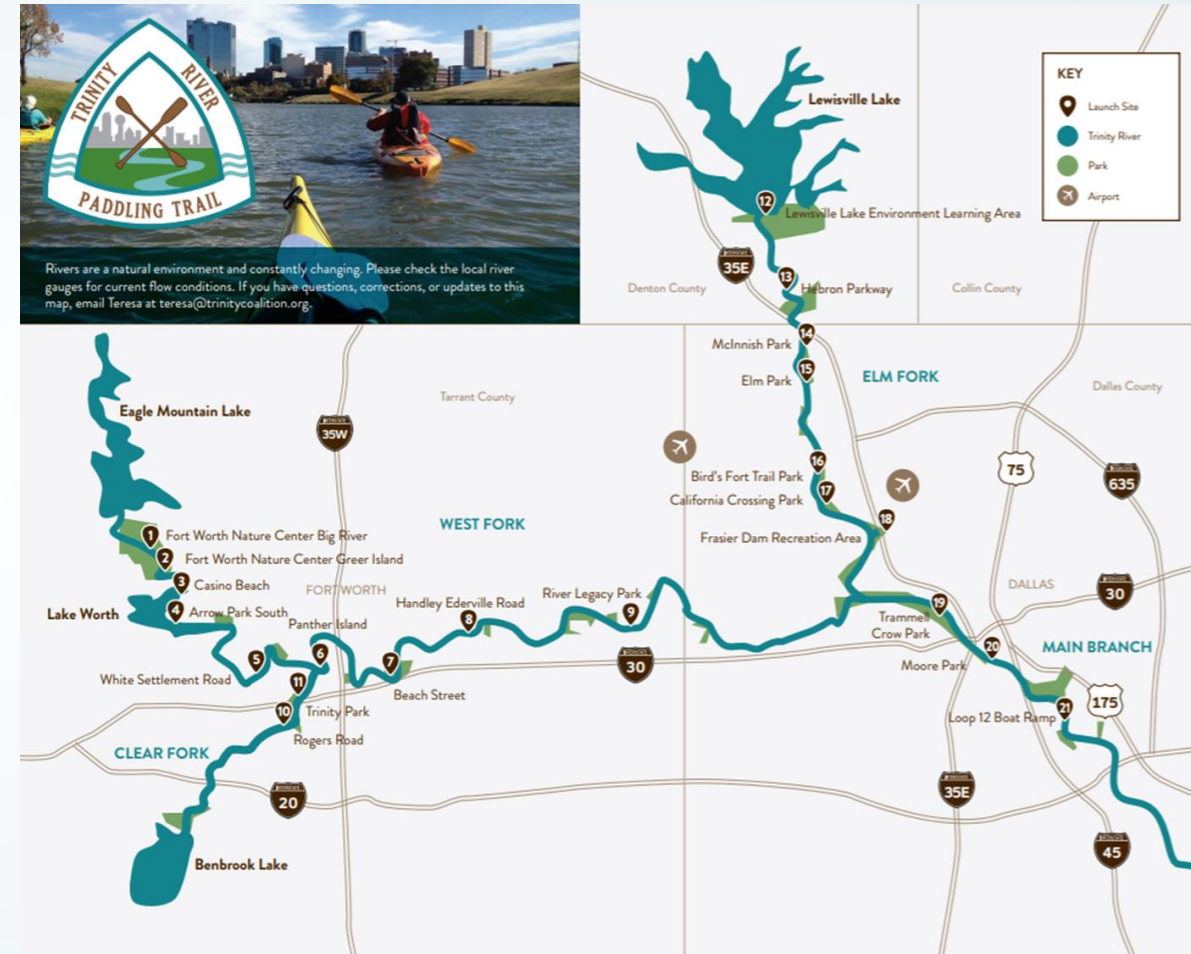 TRINITY RIVER
PADDLING TRAIL
Rivers are a natural environment and constantly changing. Please check the local river
gauges for current flow conditions. If you have questions, corrections, or updates to this
map, email Teresa at teresa@trinitycoalition.org.
KEY
Launch Site
Trinity River
Park
Airport
Lewisville Lake
12
Lewisville Lake Environment Learning Area
35E
13
Hebron Parkway
Denton County
Collin County
14
McInnish Park
15
Elm Park
ELM FORK
Dallas County
Eagle Mountain Lake
Tarrant County
35W
16
Bird's Fort Trail Park
17
California Crossing Park
18
Frasier Dam Recreation Area
75
635
WEST FORK
1
Fort Worth Nature Center Big River
2
Fort Worth Nature Center Greer Island
3
Casino Beach
FORT WORTH
Lake Worth
4
Arrow Park South
Panther Island
Handley Ederville Road
8
River Legacy Park
9
DALLAS
30
19
Trammell
Crow Park
20
Moore Park
MAIN BRANCH
White Settlement Road
5
6
7
Beach Street
30
11
Trinity Park
10
Rogers Road
Loop 12 Boat Ramp
21
175
CLEAR FORK
20
35E
45
Benbrook Lake